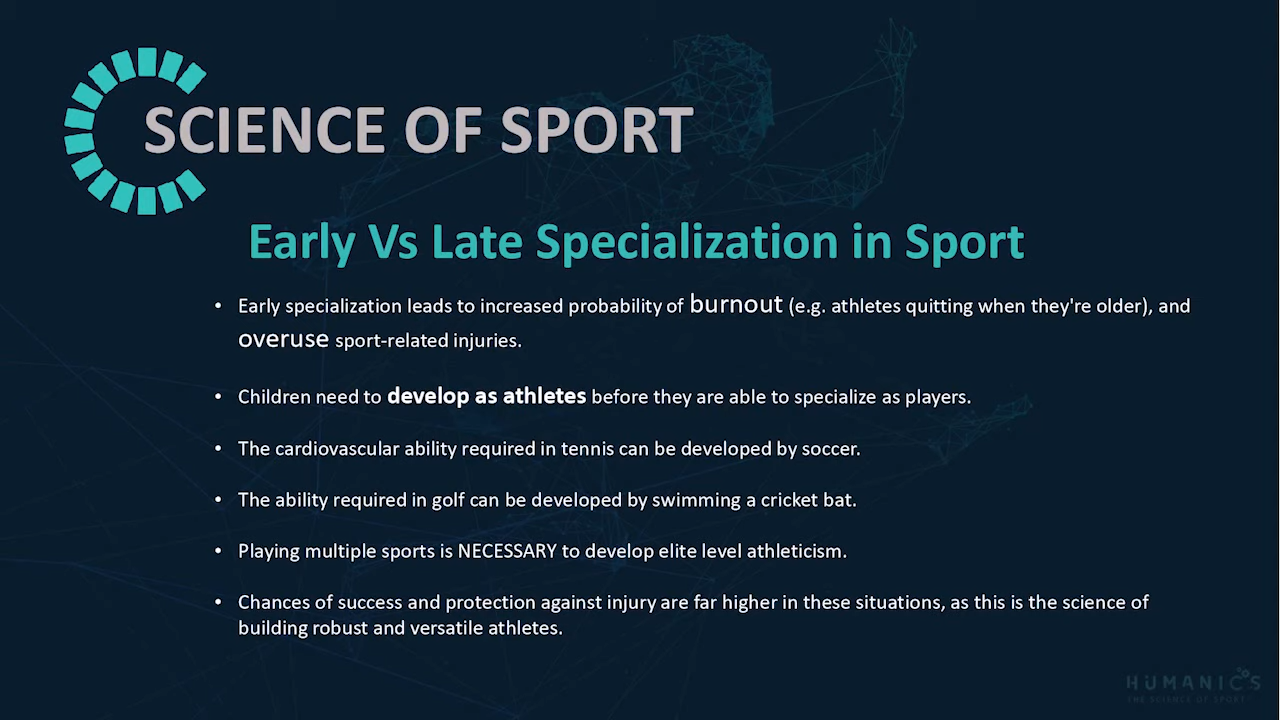 SCIENCE OF SPORT
Early Vs Late Specialization in Sport
• Early specialization leads to increased probability of burnout (e.g. athletes quitting when they're older), and
overuse sport-related injuries.
• Children need to develop as athletes before they are able to specialize as players.
• The cardiovascular ability required in tennis can be developed by soccer.
• The ability required in golf can be developed by swimming a cricket bat.
• Playing multiple sports is NECESSARY to develop elite level athleticism.
• Chances of success and protection against injury are far higher in these situations, as this is the science of
building robust and versatile athletes.
HUMANICS
THE SCIENCE OF SPORT